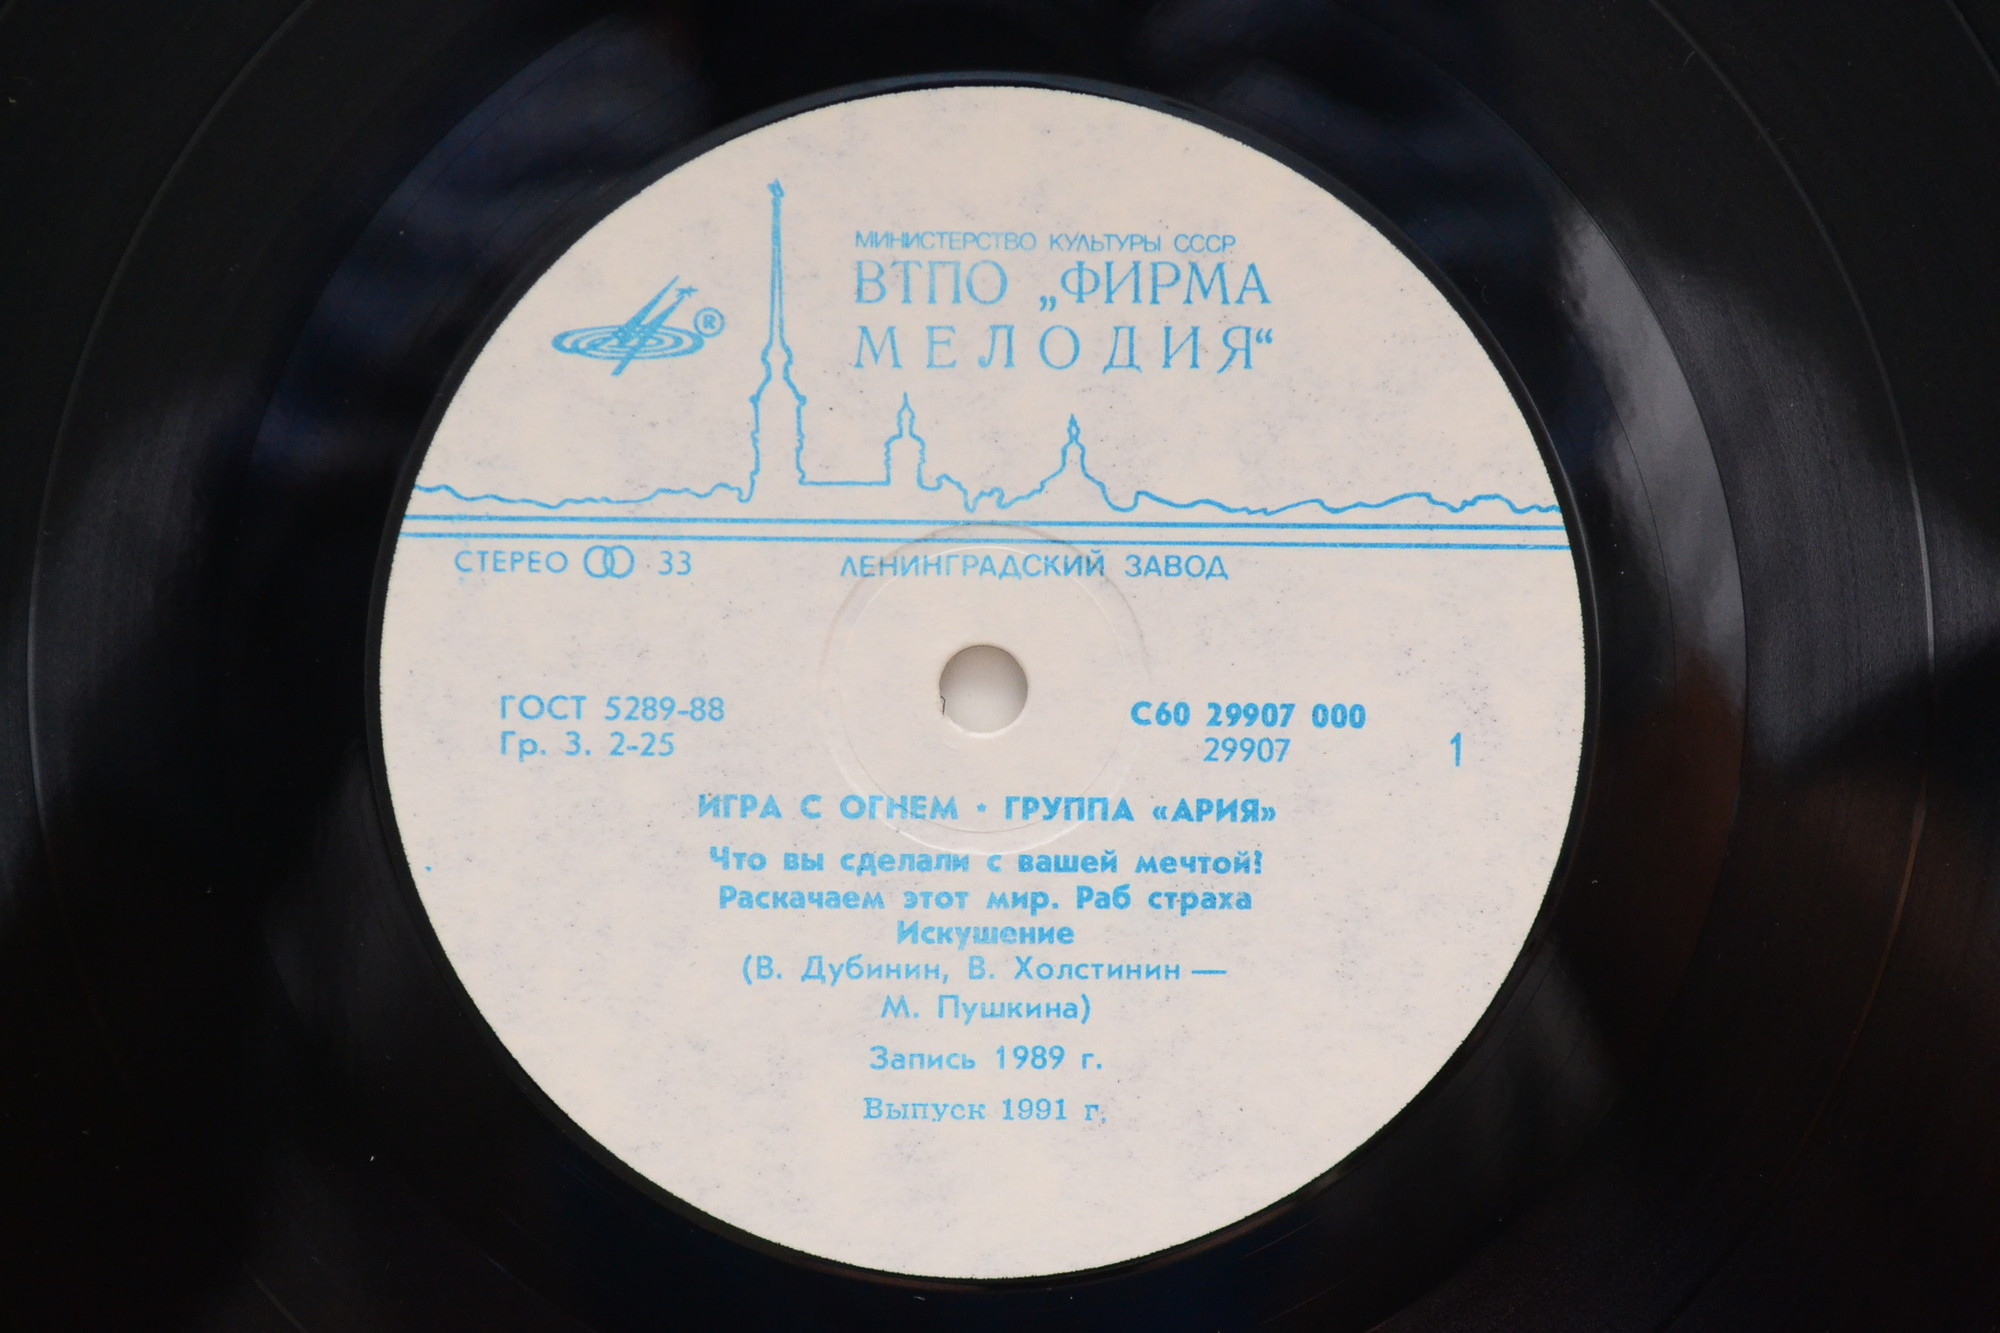 МИНИСТЕРСТВО КУЛЬТУРЫ СССР
ВТПО „ФИРМА
МЕЛОДИЯ“
®
СТЕРЕО 33
ЛЕНИНГРАДСКИЙ ЗАВОД
ГОСТ 5289-88
Гр. 3. 2-25
С60 29907 000
29907
1
ИГРА С ОГНЕМ • ГРУППА «АРИЯ»
Что вы сделали с вашей мечтой?
Раскачаем этот мир. Раб страха
Искушение
(В. Дубинин, В. Холстинин —
М. Пушкина)
Запись 1989 г.
Выпуск 1991 г.